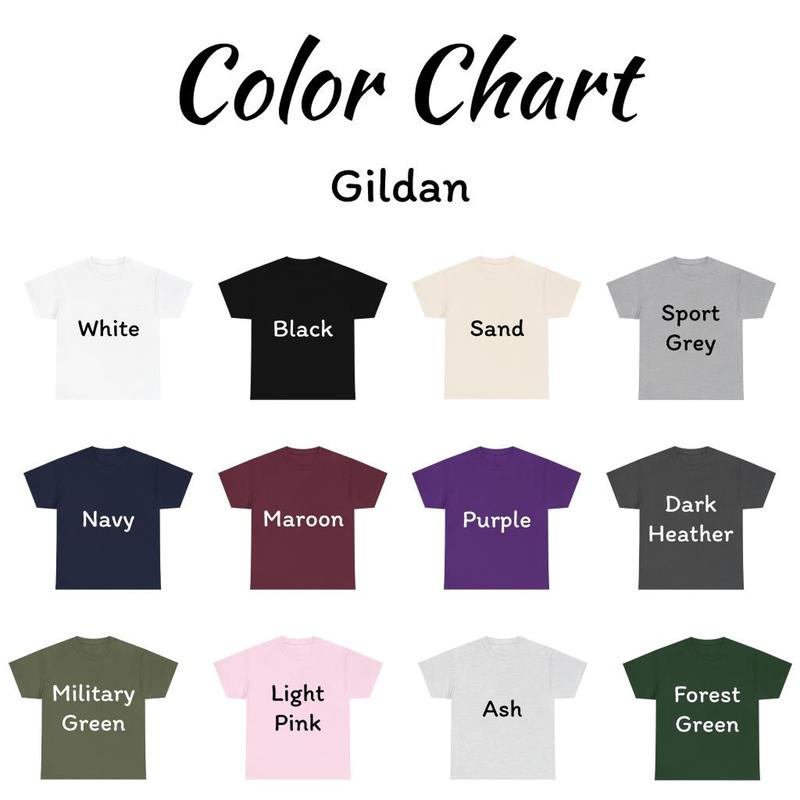 Color Chart
Gildan
White
Black
Sand
Sport
Grey
Navy
Maroon
Purple
Dark
Heather
Military
Green
Light
Pink
Ash
Forest
Green